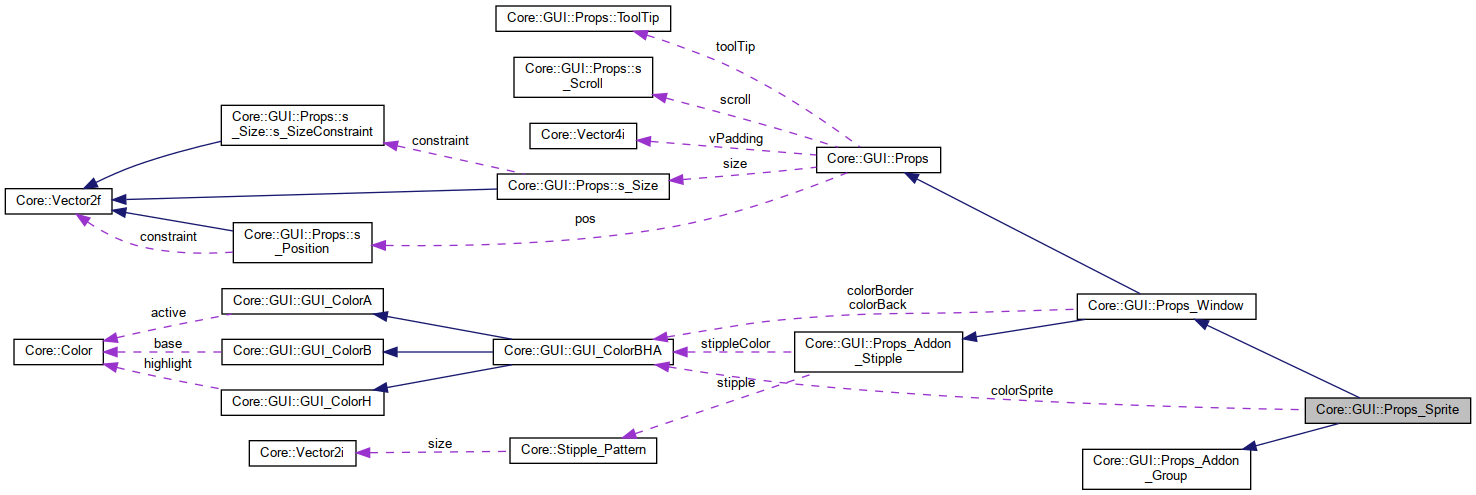 Core::GUI::Props::ToolTip
toolTip
Core::GUI::Props::s
_Scroll
scroll
Core::GUI::Props::s
_Size::s_SizeConstraint
constraint
Core::Vector4i
vPadding
Core::GUI::Props
size
Core::GUI::Props::s_Size
Core::Vector2f
pos
constraint
Core::GUI::Props::s
_Position
Core::GUI::GUI_ColorA
active
colorBorder
colorBack
Core::GUI::Props_Window
Core::Color
base
highlight
Core::GUI::GUI_ColorB
Core::GUI::GUI_ColorBHA
stippleColor
Core::GUI::Props_Addon
_Stipple
Core::GUI::GUI_ColorH
stipple
colorSprite
Core::GUI::Props_Sprite
Core::Vector2i
size
Core::Stipple_Pattern
Core::GUI::Props_Addon
_Group